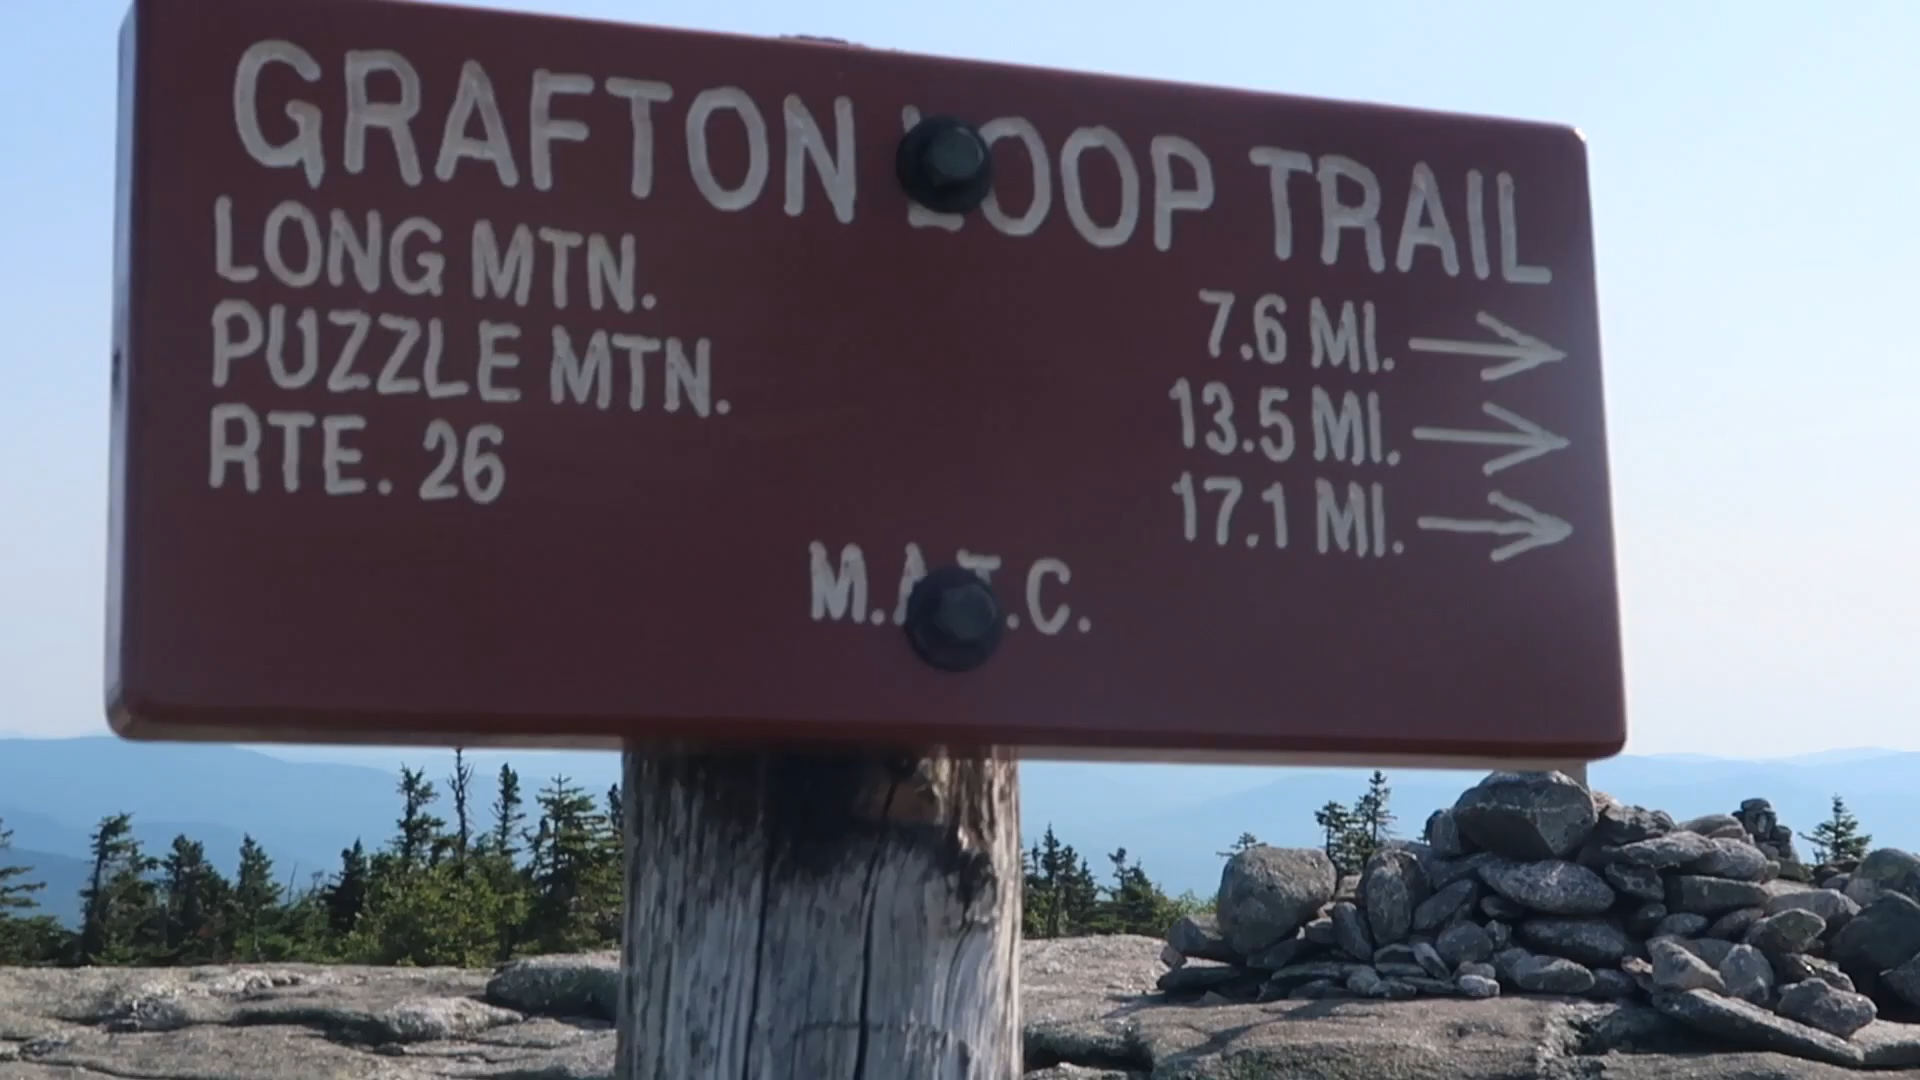 GRAFTON LOOP TRAIL
LONG MTN. 7.6 MI. →
PUZZLE MTN. 13.5 MI. →
RTE. 26 17.1 MI. →
M.A.T.C.